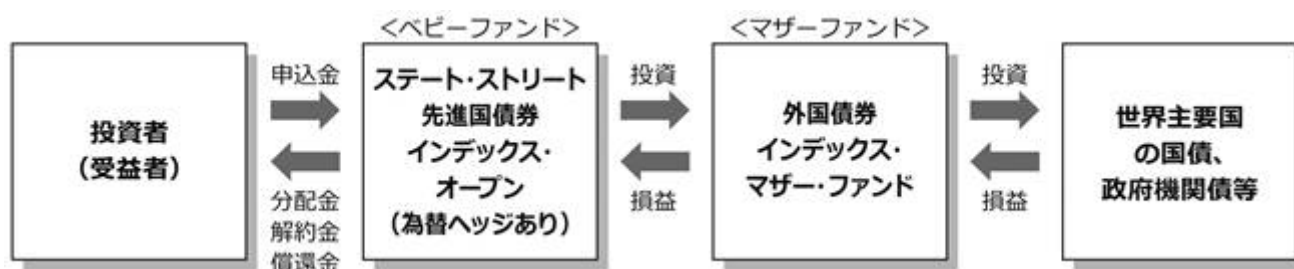 <ベビーファンド>
<マザーファンド>
投資者
(受益者)
申込金
分配金
解約金
償還金
ステート・ストリート
先進国債券
インデックス・
オープン
(為替ヘッジあり)
投資
損益
外国債券
インデックス・
マザー・ファンド
投資
損益
世界主要国
の国債、
政府機関債等